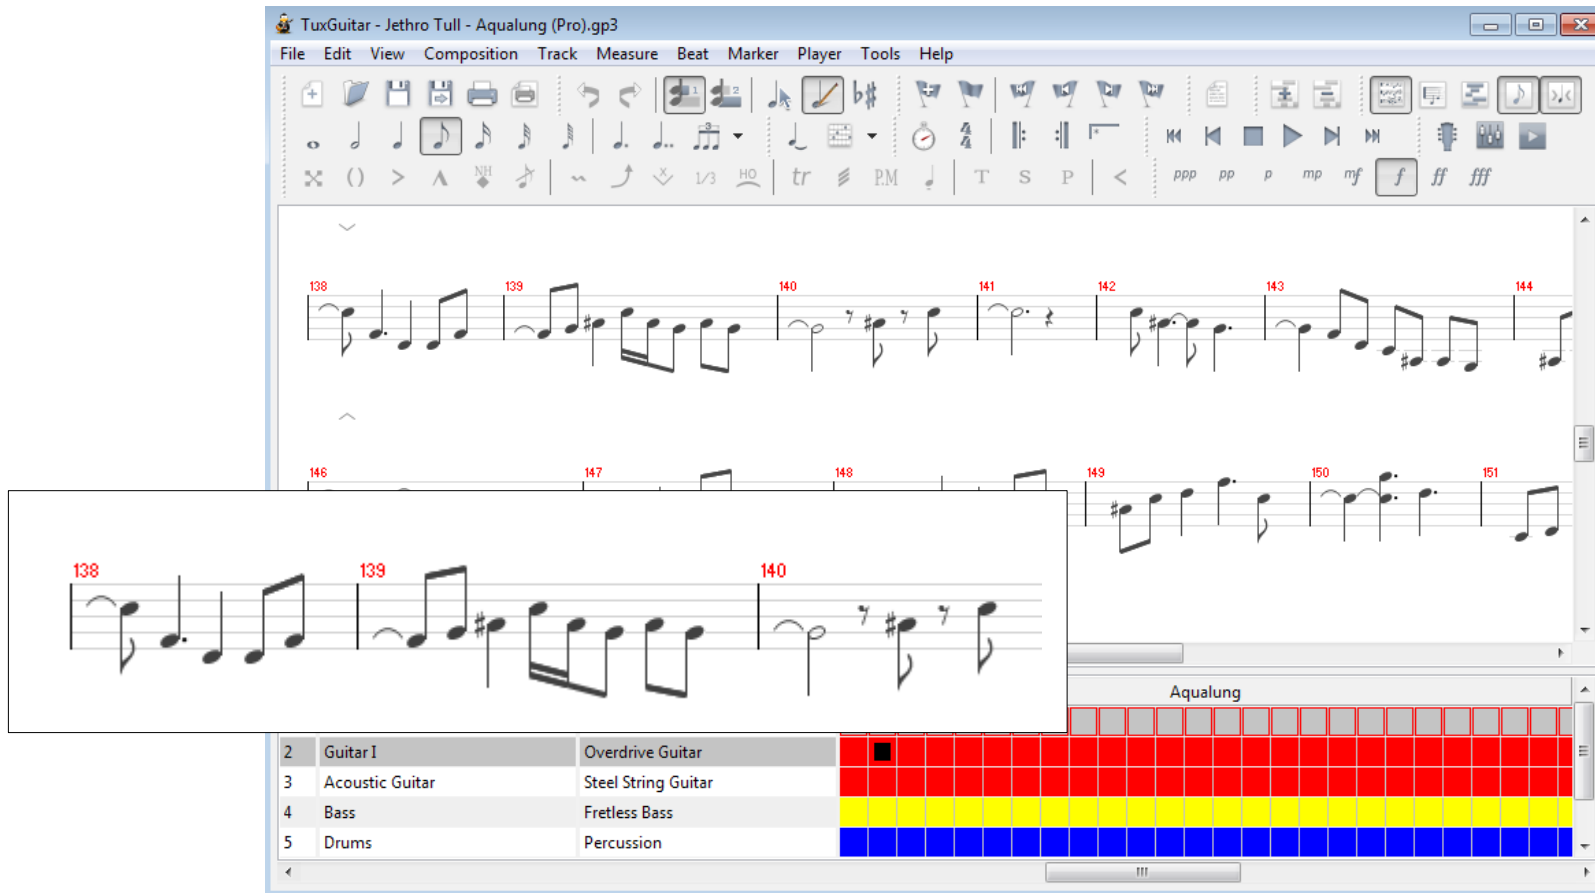 TuxGuitar - Jethro Tull - Aqualung (Pro).gp3
File Edit View Composition Track Measure Beat Marker Player Tools Help
1 2
3
NH 1/3 HO tr P.M T S P ppp pp p mp mf f ff fff
138 139 140 141 142 143 144
146 147 148 149 150 151
138 139 140
Aqualung
2 Guitar I Overdrive Guitar
3 Acoustic Guitar Steel String Guitar
4 Bass Fretless Bass
5 Drums Percussion